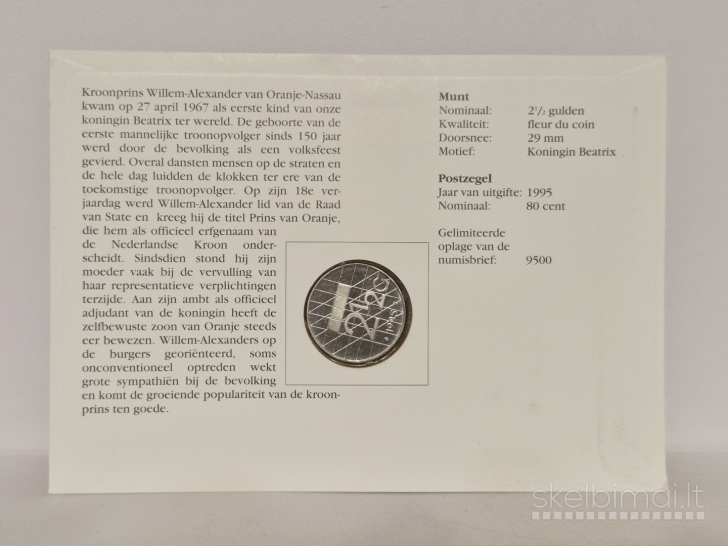 Kroonprins Willem-Alexander van Oranje-Nassau
kwam op 27 april 1967 als eerste kind van onze
koningin Beatrix ter wereld. De geboorte van de
eerste mannelijke troonopvolger sinds 150 jaar
werd door de bevolking als een volksfeest
gevierd. Overal dansten mensen op de straten en
de hele dag luidden de klokken ter ere van de
toekomstige troonopvolger. Op zijn 18e ver-
jaardag werd Willem-Alexander lid van de Raad
van State en kreeg hij de titel Prins van Oranje,
die hem als officieel erfgenaam van
de Nederlandse Kroon onder-
scheidt. Sindsdien stond hij zijn
moeder vaak bij de vervulling van
haar representatieve verplichtingen
terzijde. Aan zijn ambt als officieel
adjudant van de koningin heeft de
zelfbewuste zoon van Oranje steeds
eer bewezen. Willem-Alexanders op
de burgers georiënteerd, soms
onconventioneel optreden wekt
grote sympathiën bij de bevolking
en komt de groeiende populariteit van de kroon-
prins ten goede.
Munt
Nominaal: 2½ gulden
Kwaliteit: fleur du coin
Doorsnee: 29 mm
Motief: Koningin Beatrix
Postzegel
Jaar van uitgifte: 1995
Nominaal: 80 cent
Gelimiteerde
oplage van de
numisbrief: 9500
skelbimai.lt